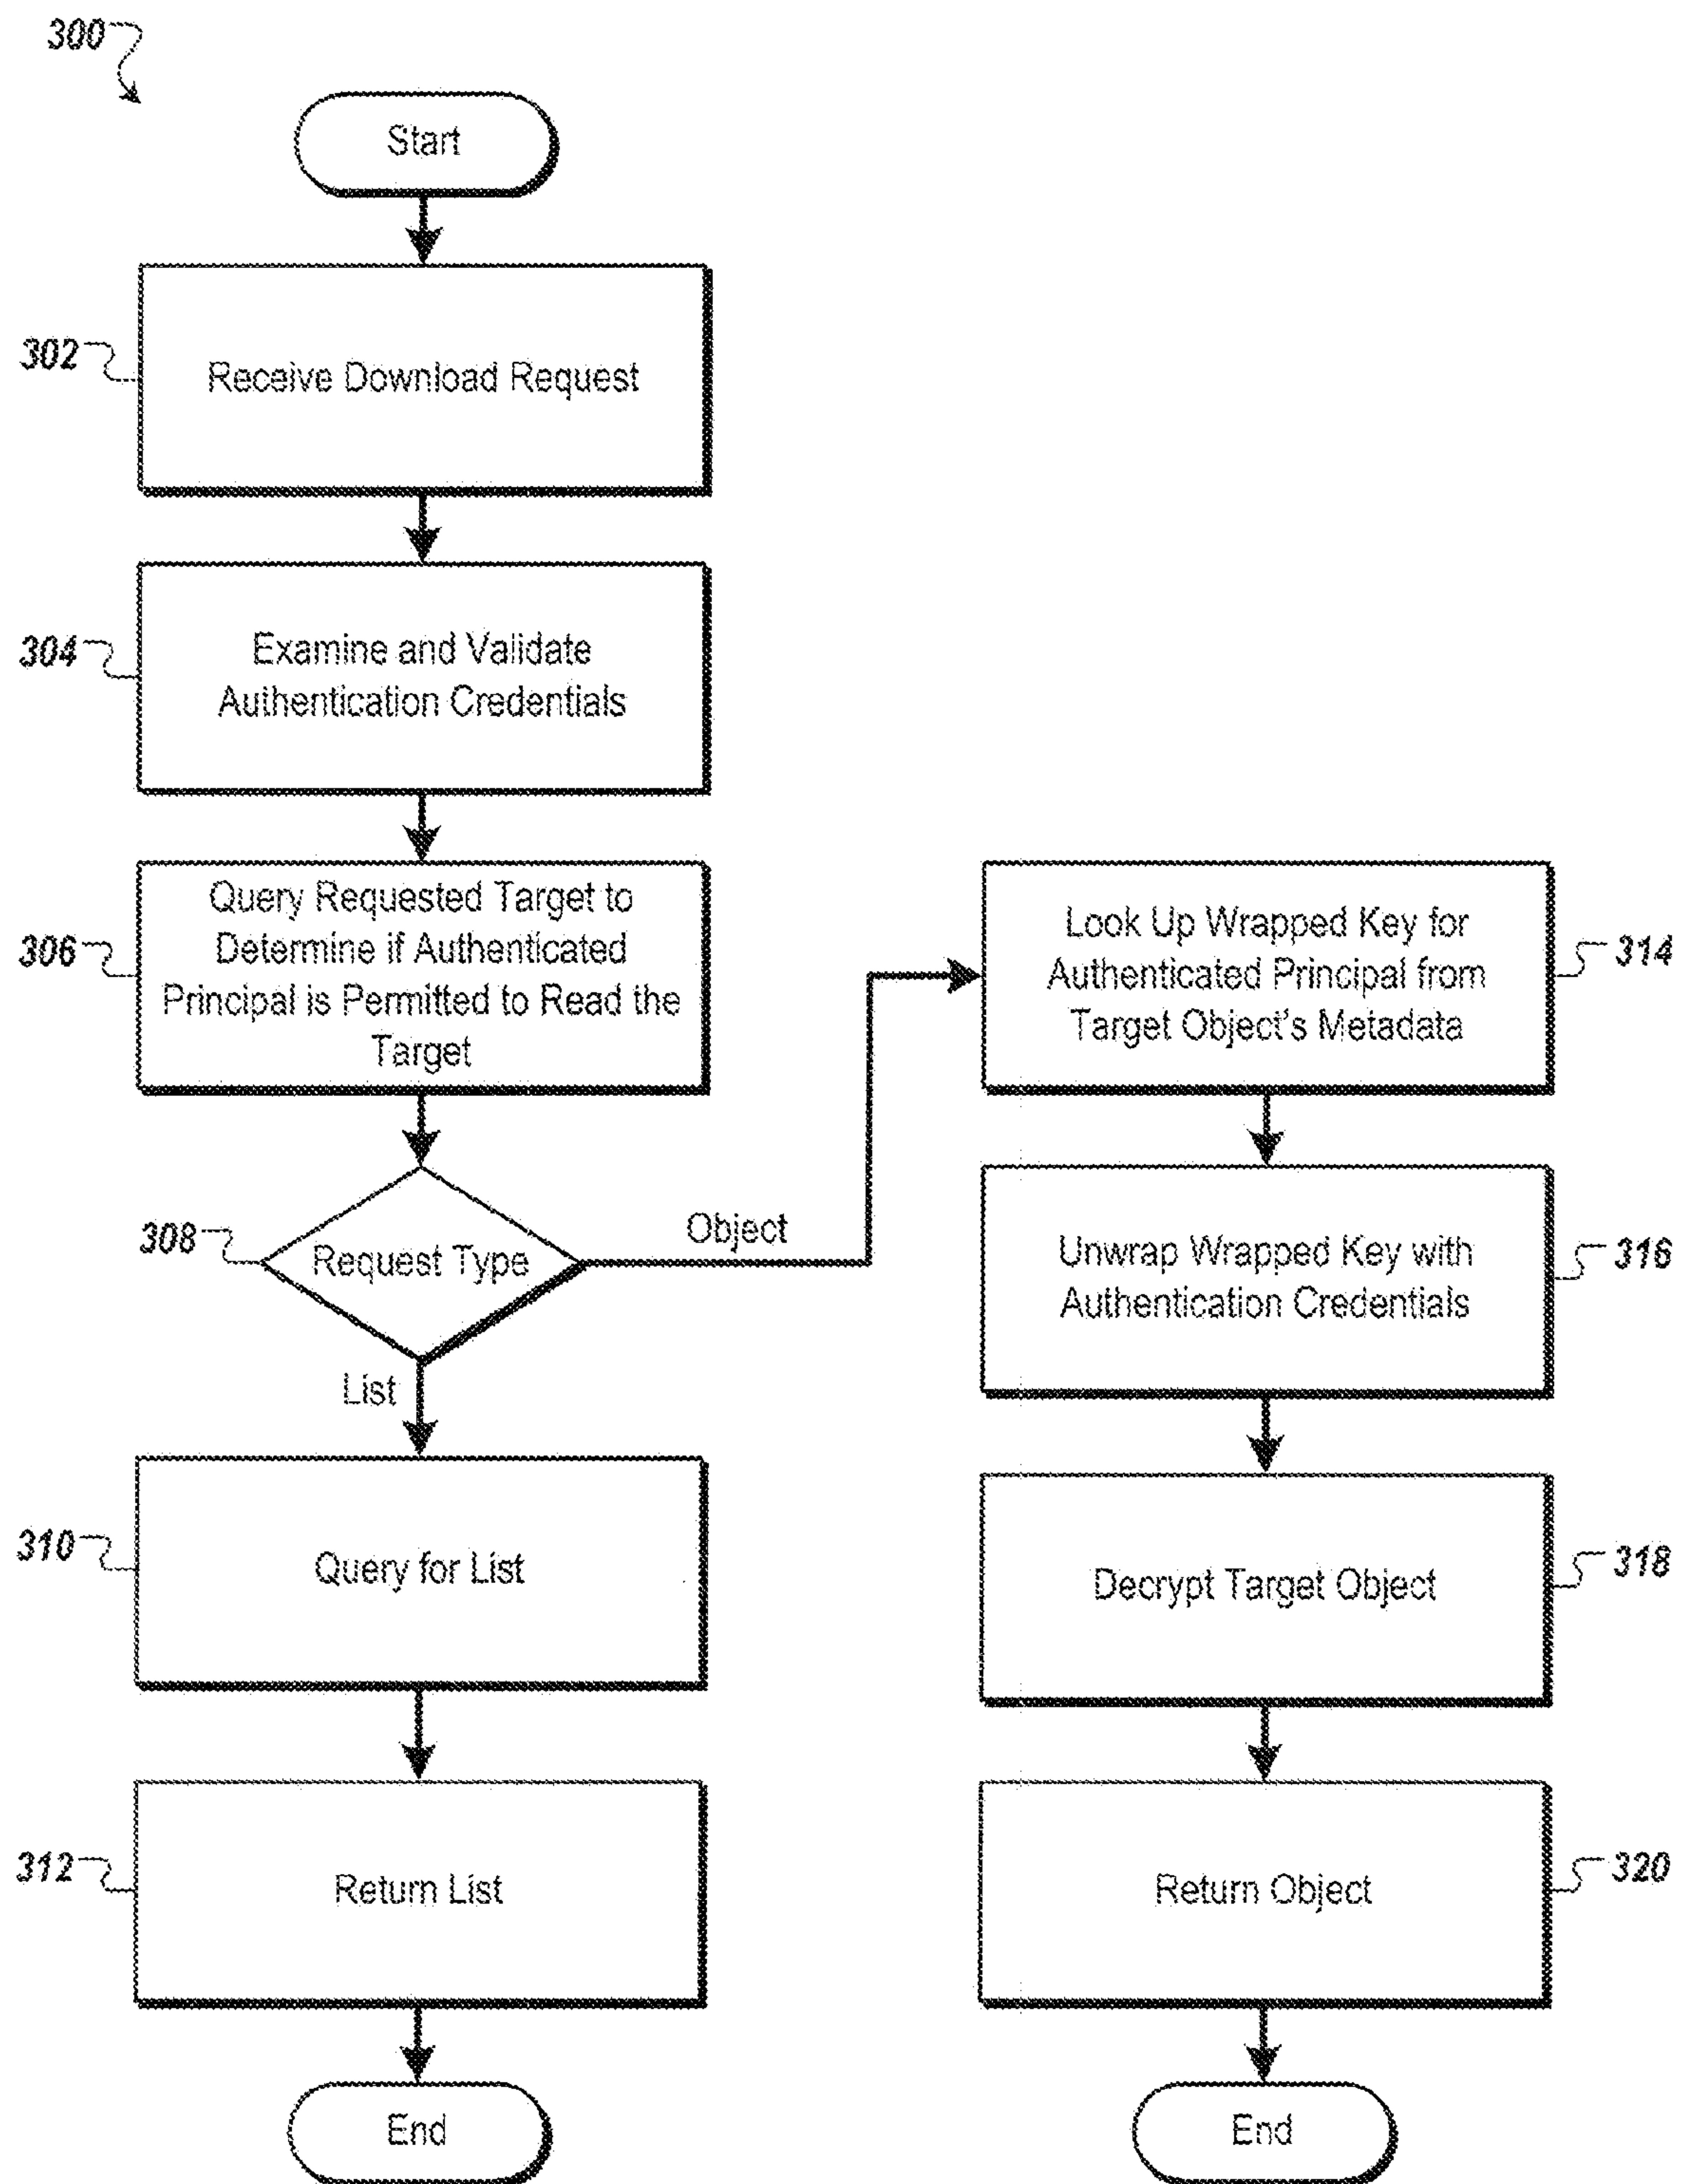 300
Start
302
Receive Download Request
304
Examine and Validate
Authentication Credentials
306
Query Requested Target to
Determine if Authenticated
Principal is Permitted to Read the
Target
308
Request Type
Object
List
310
Query for List
312
Return List
End
314
Look Up Wrapped Key for
Authenticated Principal from
Target Object's Metadata
316
Unwrap Wrapped Key with
Authentication Credentials
318
Decrypt Target Object
320
Return Object
End